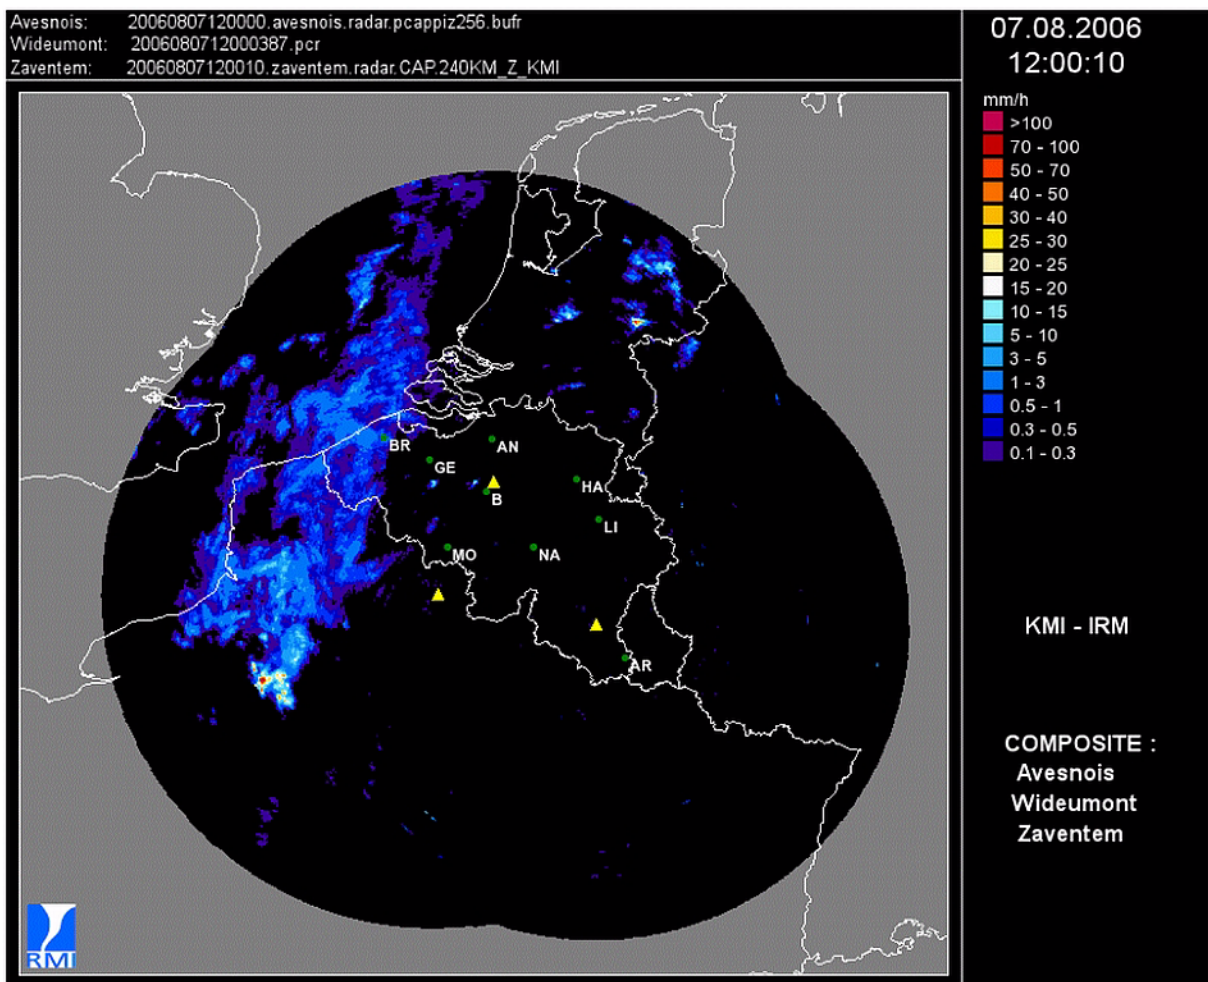 Avesnois: 20060807120000.avesnois.radar.pcappiz256.bufr
Wideumont: 2006080712000387.pcr
Zaventem: 20060807120010.zaventem.radar.CAP.240KM_Z_KMI
07.08.2006
12:00:10
mm/h
>100
70 - 100
50 - 70
40 - 50
30 - 40
25 - 30
20 - 25
15 - 20
10 - 15
5 - 10
3 - 5
1 - 3
0.5 - 1
0.3 - 0.5
0.1 - 0.3
BR
AN
GE
HA
B
LI
MO
NA
AR
KMI - IRM
COMPOSITE :
Avesnois
Wideumont
Zaventem
RMI